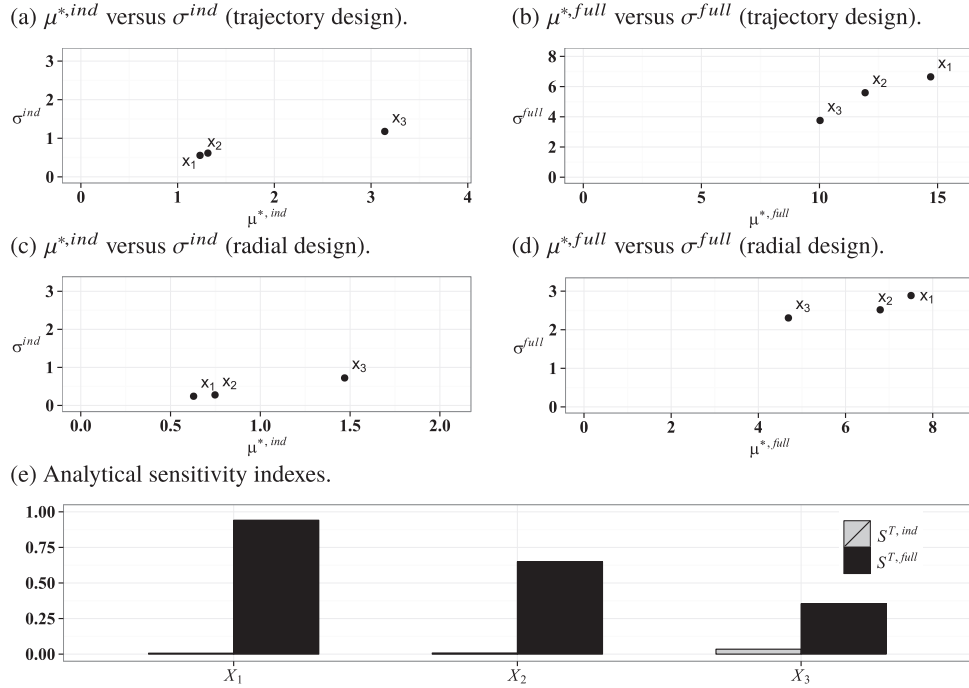 (a) μ*,ind versus σind (trajectory design).
(b) μ*,full versus σfull (trajectory design).
3
2
1
0
σind
x1
x2
x3
0 1 2 3 4
μ*, ind
8
6
4
2
0
σfull
x3
x2
x1
0 5 10 15
μ*, full
(c) μ*,ind versus σind (radial design).
(d) μ*,full versus σfull (radial design).
3
2
1
0
σind
x1
x2
x3
0.0 0.5 1.0 1.5 2.0
μ*, ind
3
2
1
0
σfull
x3
x2
x1
0 2 4 6 8
μ*, full
(e) Analytical sensitivity indexes.
1.00
0.75
0.50
0.25
0.00
ST, ind
ST, full
X1 X2 X3